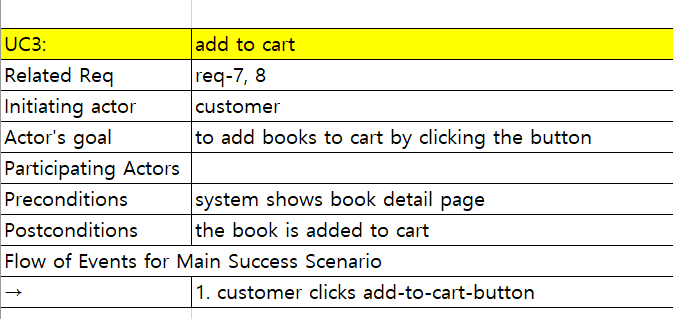 UC3: add to cart
Related Req req-7, 8
Initiating actor customer
Actor's goal to add books to cart by clicking the button
Participating Actors
Preconditions system shows book detail page
Postconditions the book is added to cart
Flow of Events for Main Success Scenario
→ 1. customer clicks add-to-cart-button